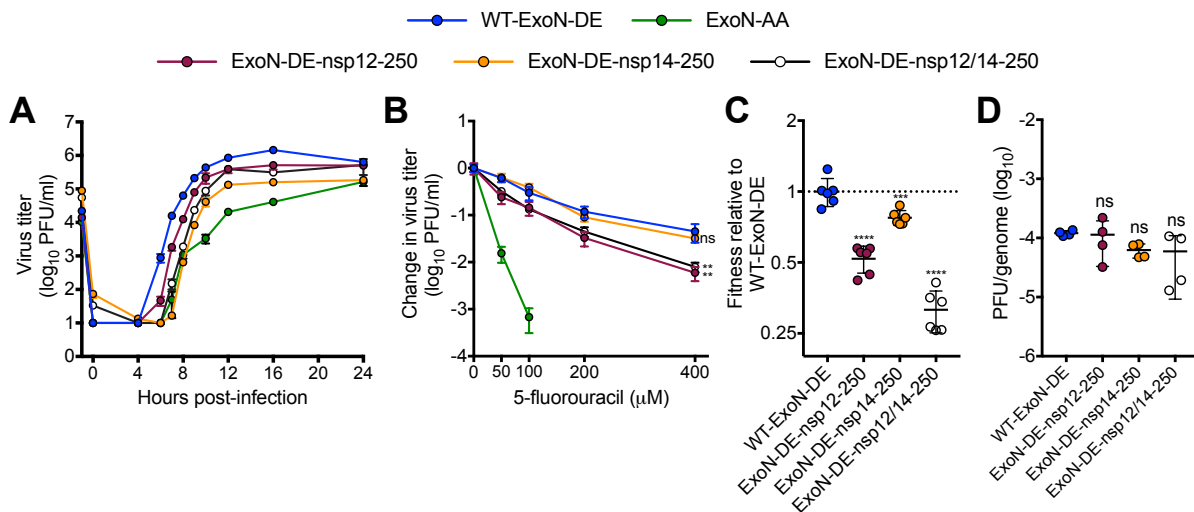 WT-ExoN-DE ExoN-AA
ExoN-DE-nsp12-250 ExoN-DE-nsp14-250 ExoN-DE-nsp12/14-250
A
Virus titer
(log10 PFU/ml)
7
6
5
4
3
2
1
0
0 4 8 12 16 20 24
Hours post-infection
B
Change in virus titer
(log10 PFU/ml)
1
0
-1
-2
-3
-4
ns
**
**
0 50 100 200 400
5-fluorouracil (µM)
C
Fitness relative to
WT-ExoN-DE
2
1
0.5
0.25
****
***
****
WT-ExoN-DE
ExoN-DE-nsp12-250
ExoN-DE-nsp14-250
ExoN-DE-nsp12/14-250
D
PFU/genome (log10)
-2
-3
-4
-5
-6
ns
ns
ns
WT-ExoN-DE
ExoN-DE-nsp12-250
ExoN-DE-nsp14-250
ExoN-DE-nsp12/14-250